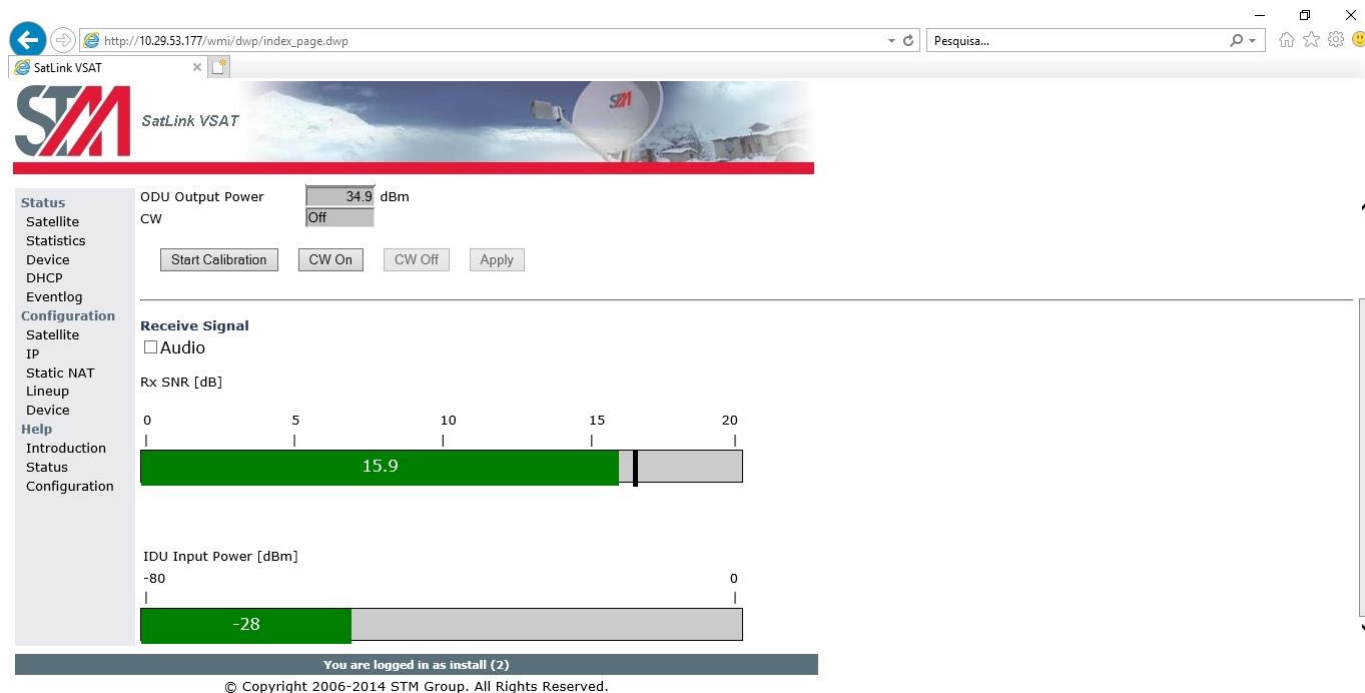 http://10.29.53.177/wmi/dwp/index_page.dwp
Pesquisa...
SatLink VSAT
STM
SatLink VSAT
STM
Status
Satellite
Statistics
Device
DHCP
Eventlog
Configuration
Satellite
IP
Static NAT
Lineup
Device
Help
Introduction
Status
Configuration
ODU Output Power 34.9 dBm
CW Off
Start Calibration CW On CW Off Apply
Receive Signal
Audio
Rx SNR [dB]
0 5 10 15 20
15.9
IDU Input Power [dBm]
-80 0
-28
You are logged in as install (2)
© Copyright 2006-2014 STM Group. All Rights Reserved.